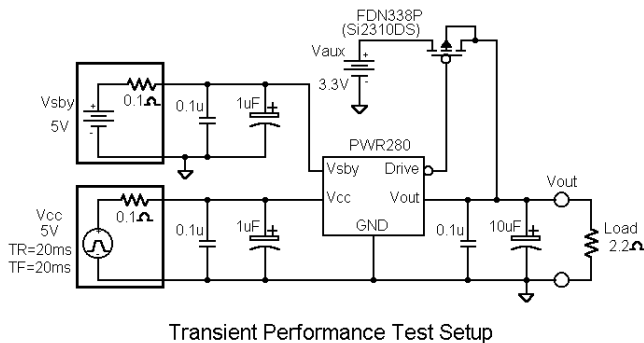 FDN338P
(Si2310DS)
Vaux
3.3V
Vsby
5V
0.1Ω
0.1u
1uF
PWR280
Vsby
Drive
Vcc
Vout
GND
Vcc
5V
TR=20ms
TF=20ms
0.1Ω
0.1u
1uF
0.1u
10uF
Vout
Load
2.2Ω
Transient Performance Test Setup